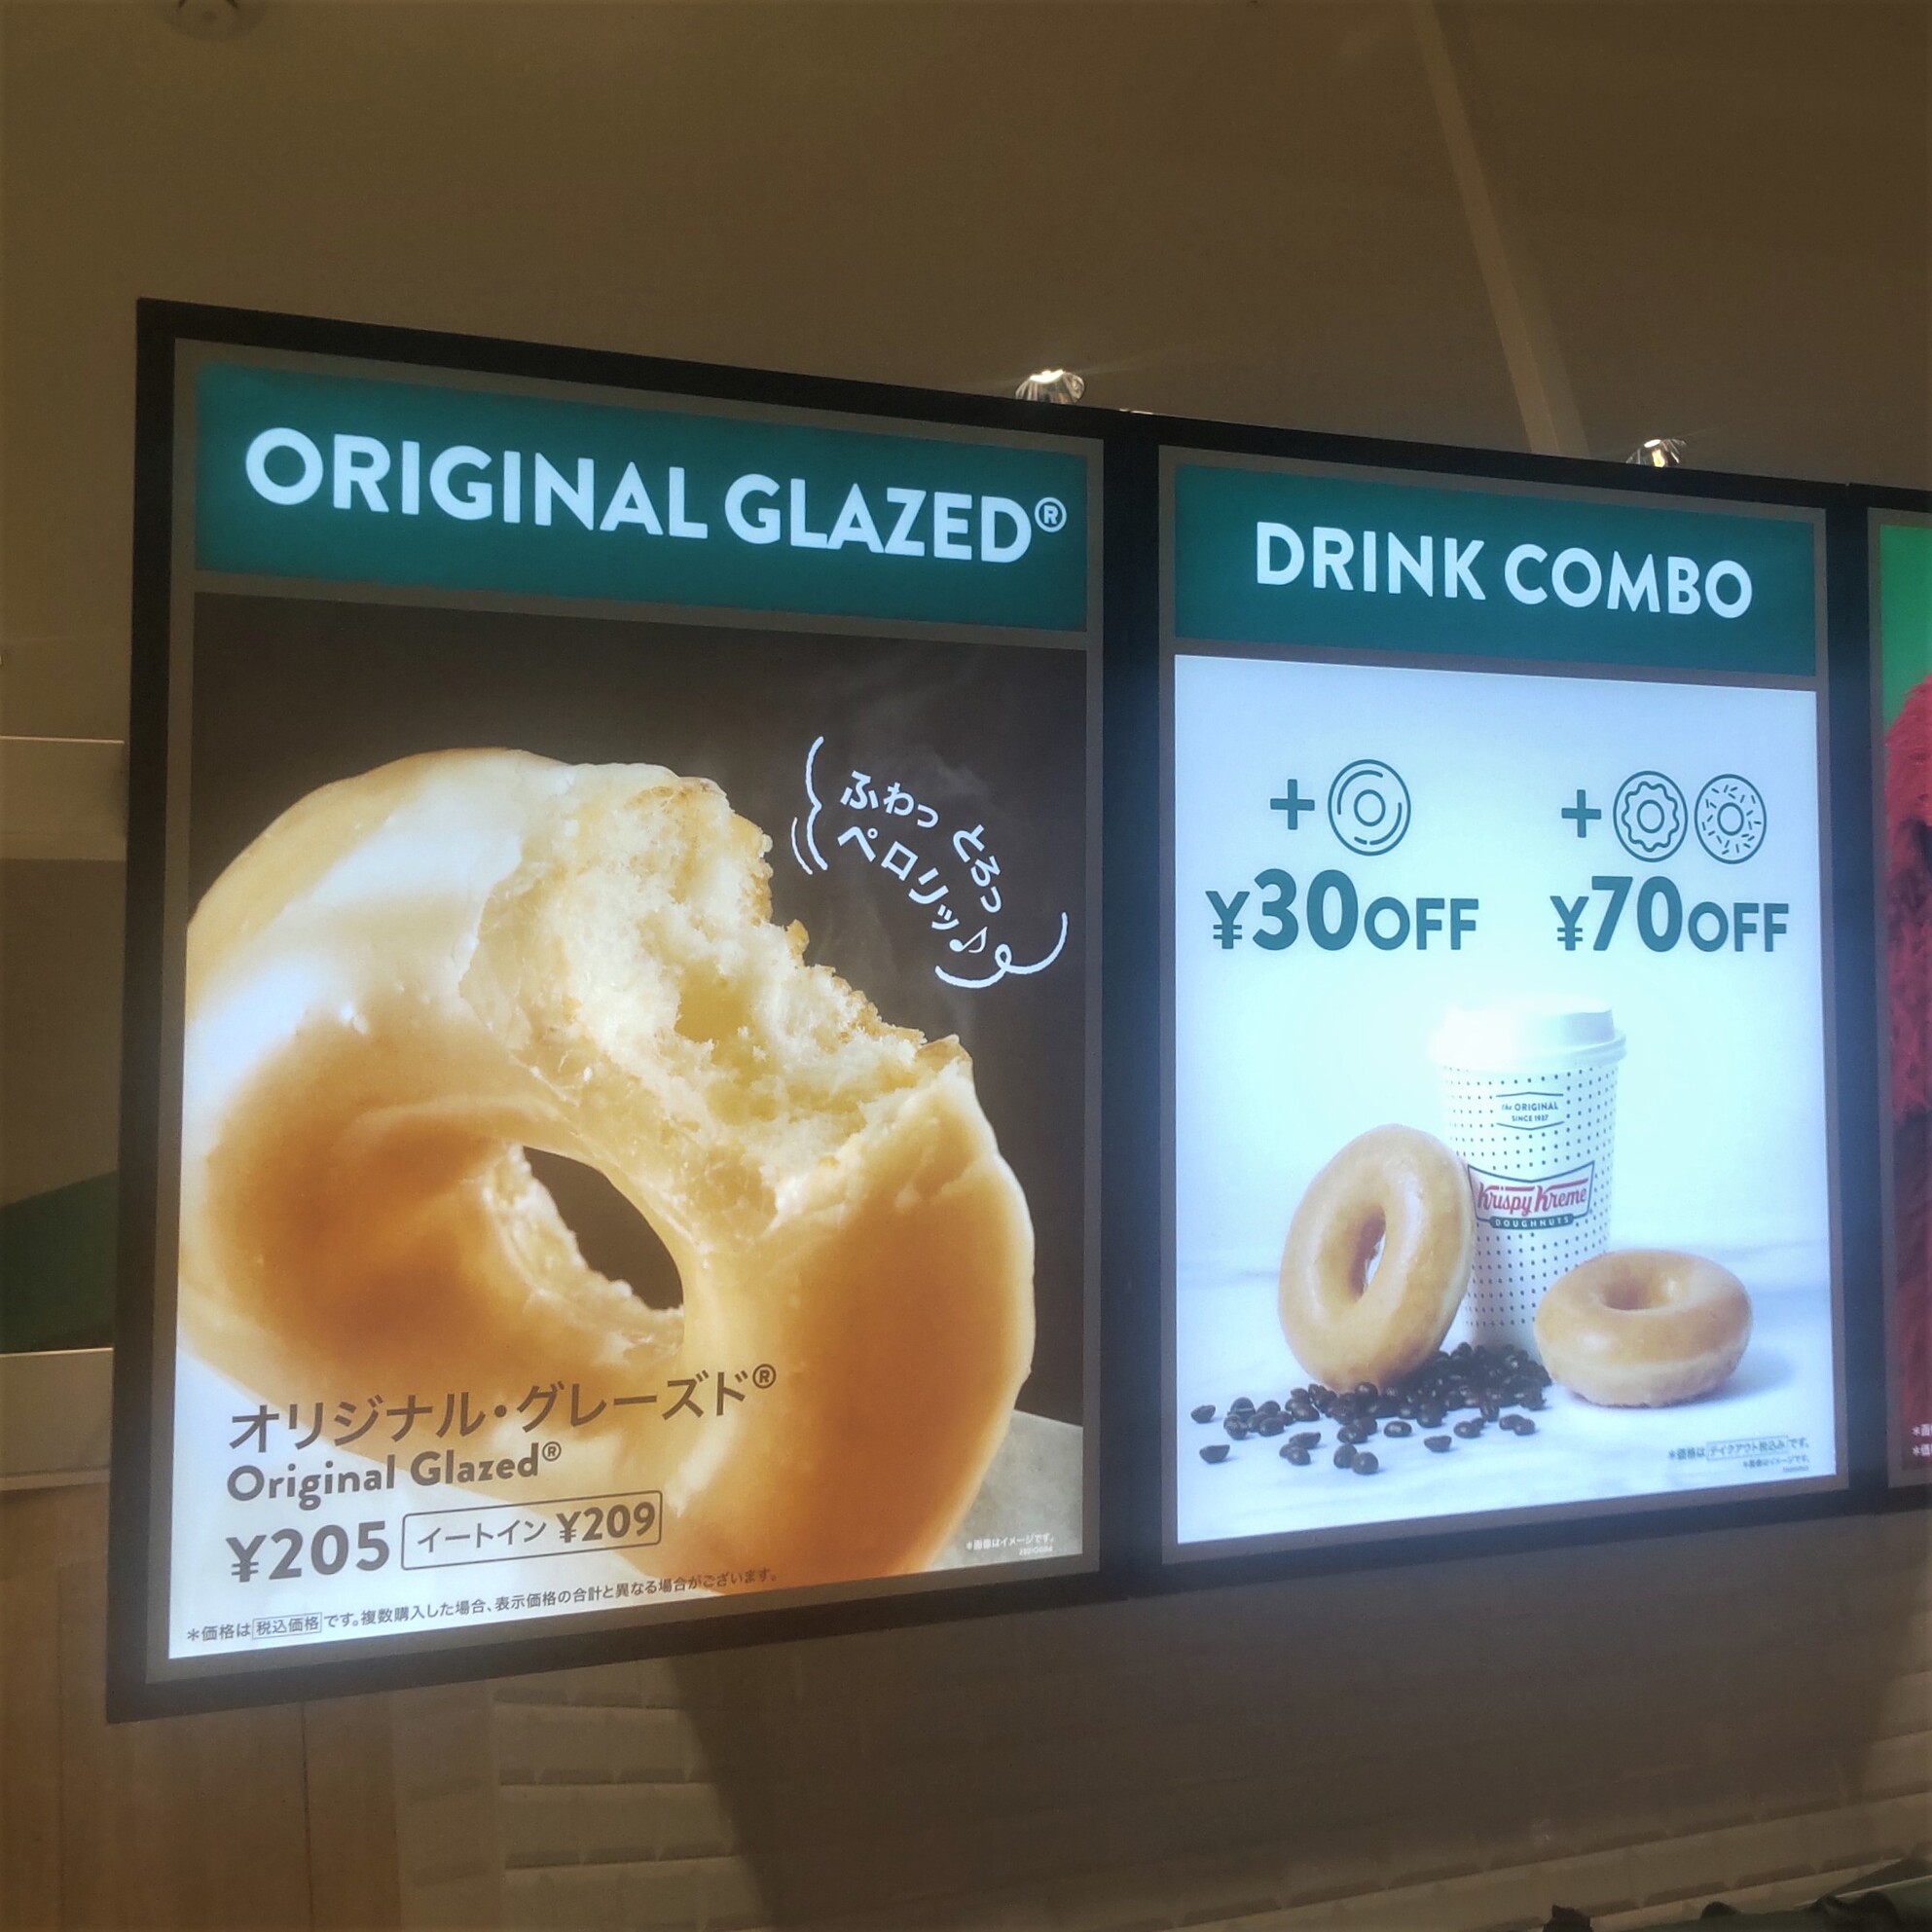 ORIGINAL GLAZED®
ふわっ とろっ
ペロリッ♪
オリジナル・グレーズド®
Original Glazed®
¥205 イートイン ¥209
*価格は 税込価格 です。複数購入した場合、表示価格の合計と異なる場合がございます。
*画像はイメージです。
DRINK COMBO
+ +
¥30OFF ¥70OFF
the ORIGINAL
SINCE 1937
Krispy Kreme
DOUGHNUTS
*価格は テイクアウト税込み です。
*画像はイメージです。